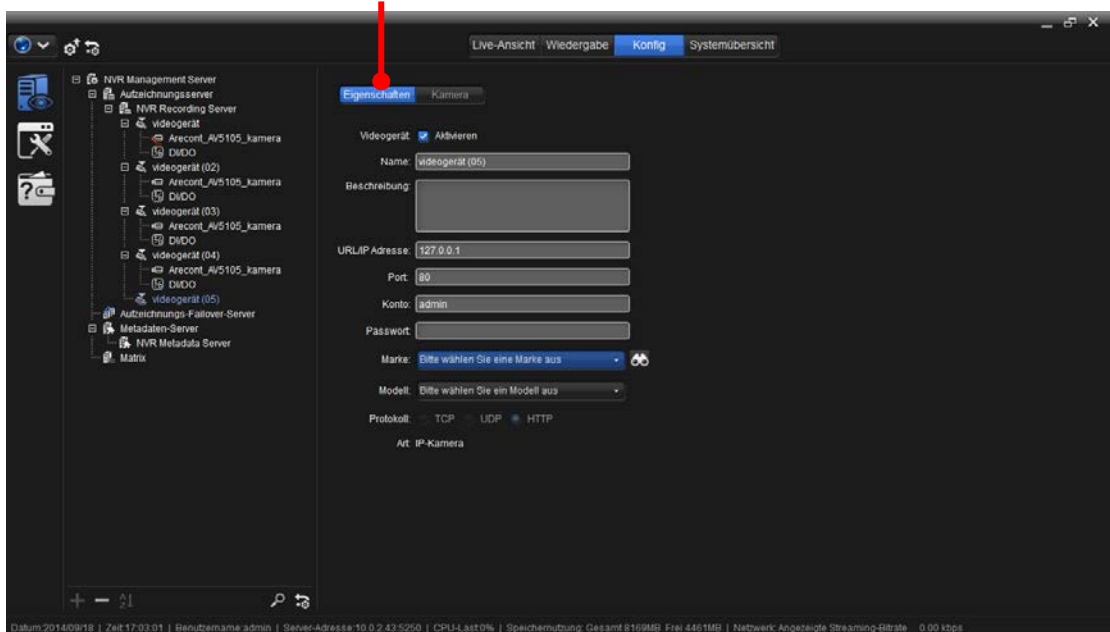 Live-Ansicht Wiedergabe Konfig Systemübersicht
NVR Management Server
Aufzeichnungsserver
NVR Recording Server
videogerät
Arecont_AV5105_kamera
DI/DO
videogerät (02)
Arecont_AV5105_kamera
DI/DO
videogerät (03)
Arecont_AV5105_kamera
DI/DO
videogerät (04)
Arecont_AV5105_kamera
DI/DO
videogerät (05)
Aufzeichnungs-Failover-Server
Metadaten-Server
NVR Metadata Server
Matrix
Eigenschaften Kamera
Videogerät: Aktivieren
Name: videogerät (05)
Beschreibung:
URL/IP Adresse: 127.0.0.1
Port: 80
Konto: admin
Passwort:
Marke: Bitte wählen Sie eine Marke aus
Modell: Bitte wählen Sie ein Modell aus
Protokoll: TCP UDP HTTP
Art: IP-Kamera
Datum:2014/09/18 | Zeit:17:03:01 | Benutzername:admin | Server-Adresse:10.0.2.43:5250 | CPU-Last:0% | Speichernutzung: Gesamt 8169MB Frei 4461MB | Netzwerk: Angezeigte Streaming-Bitrate 0.00 kbps